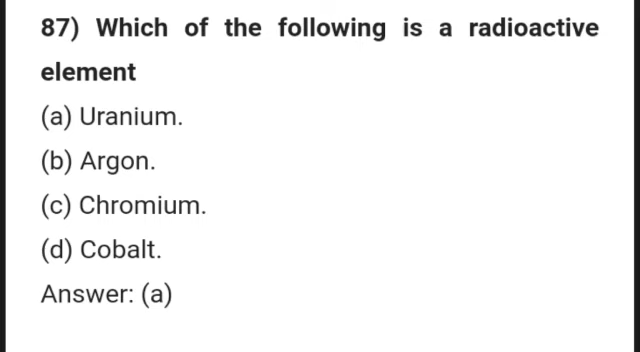 87) Which of the following is a radioactive
element
(a) Uranium.
(b) Argon.
(c) Chromium.
(d) Cobalt.
Answer: (a)